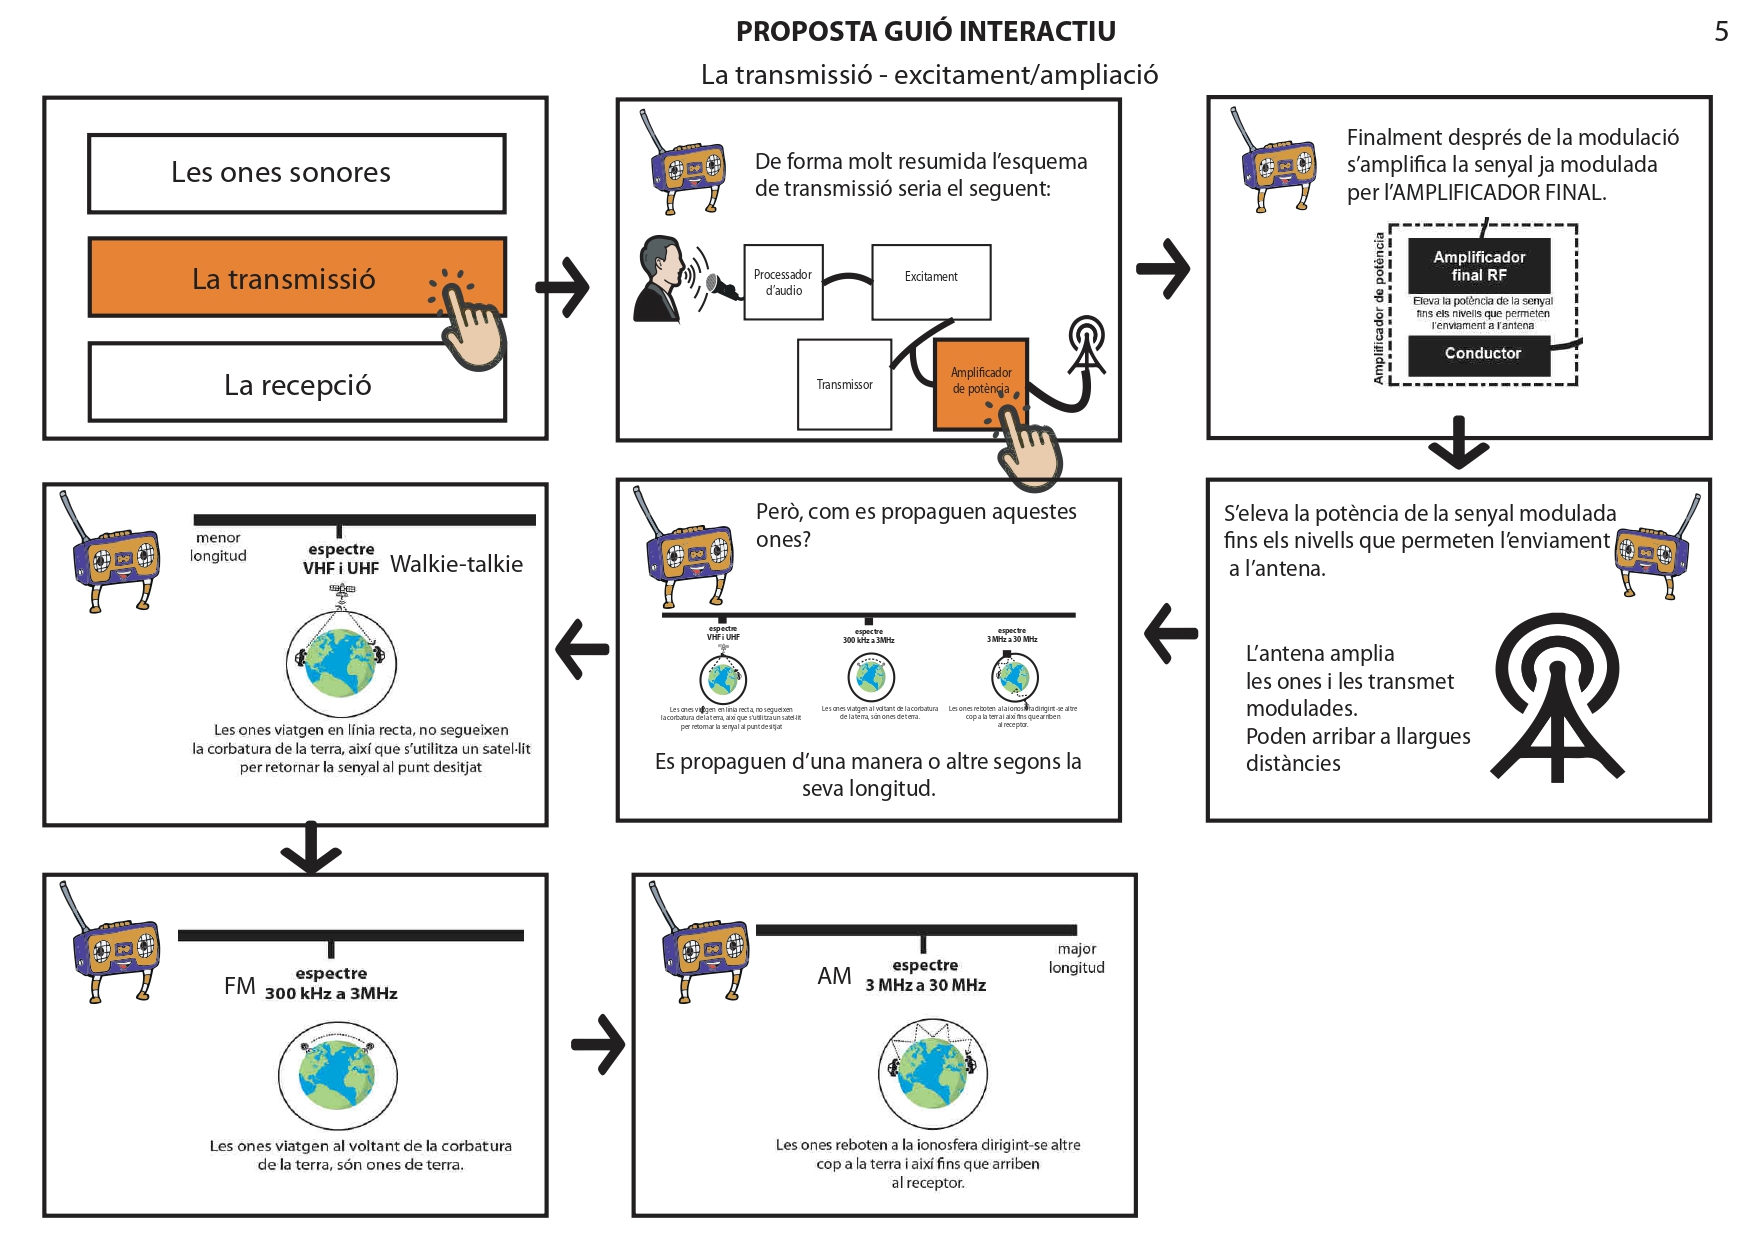 PROPOSTA GUIÓ INTERACTIU
5
La transmissió - excitament/ampliació
Les ones sonores
La transmissió
La recepció
De forma molt resumida l'esquema
de transmissió seria el seguent:
Processador
d'audio
Excitament
Transmissor
Amplificador
de potència
Finalment després de la modulació
s'amplifica la senyal ja modulada
per l'AMPLIFICADOR FINAL.
Amplificador de potència
Amplificador
final RF
Eleva la potència de la senyal
fins els nivells que permeten
l'enviament a l'antena
Conductor
S'eleva la potència de la senyal modulada
fins els nivells que permeten l'enviament
a l'antena.
L'antena amplia
les ones i les transmet
modulades.
Poden arribar a llargues
distàncies
Però, com es propaguen aquestes
ones?
espectre
VHF i UHF
espectre
300 kHz a 3MHz
espectre
3 MHz a 30 MHz
Les ones viatgen en línia recta, no segueixen
la corbatura de la terra, així que s'utilitza un satel·lit
per retornar la senyal al punt desitjat
Les ones viatgen al voltant de la corbatura
de la terra, són ones de terra.
Les ones reboten a la ionosfera dirigint-se altre
cop a la terra i així fins que arriben
al receptor.
Es propaguen d'una manera o altre segons la
seva longitud.
menor
longitud
espectre
VHF i UHF
Walkie-talkie
Les ones viatgen en línia recta, no segueixen
la corbatura de la terra, així que s'utilitza un satel·lit
per retornar la senyal al punt desitjat
FM
espectre
300 kHz a 3MHz
Les ones viatgen al voltant de la corbatura
de la terra, són ones de terra.
major
longitud
AM
espectre
3 MHz a 30 MHz
Les ones reboten a la ionosfera dirigint-se altre
cop a la terra i així fins que arriben
al receptor.